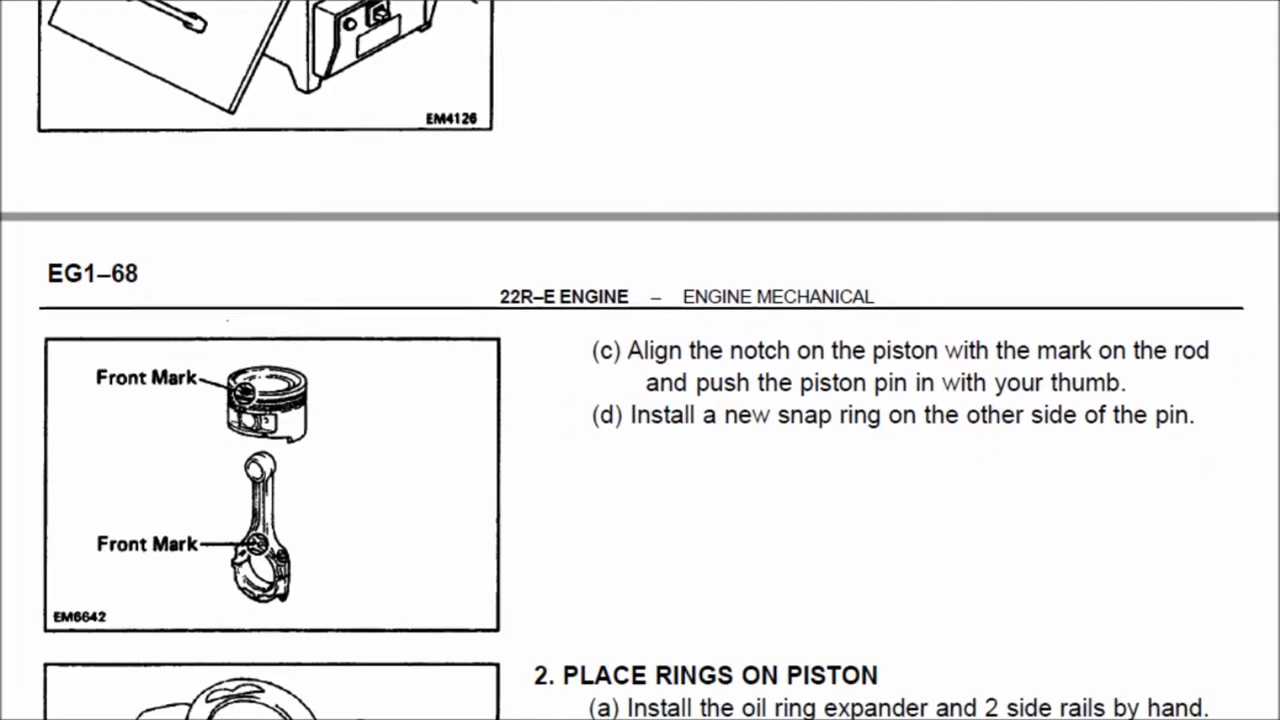 EM4126
EG1–68
22R–E ENGINE – ENGINE MECHANICAL
Front Mark
Front Mark
EM6642
(c) Align the notch on the piston with the mark on the rod
and push the piston pin in with your thumb.
(d) Install a new snap ring on the other side of the pin.
2. PLACE RINGS ON PISTON
(a) Install the oil ring expander and 2 side rails by hand.